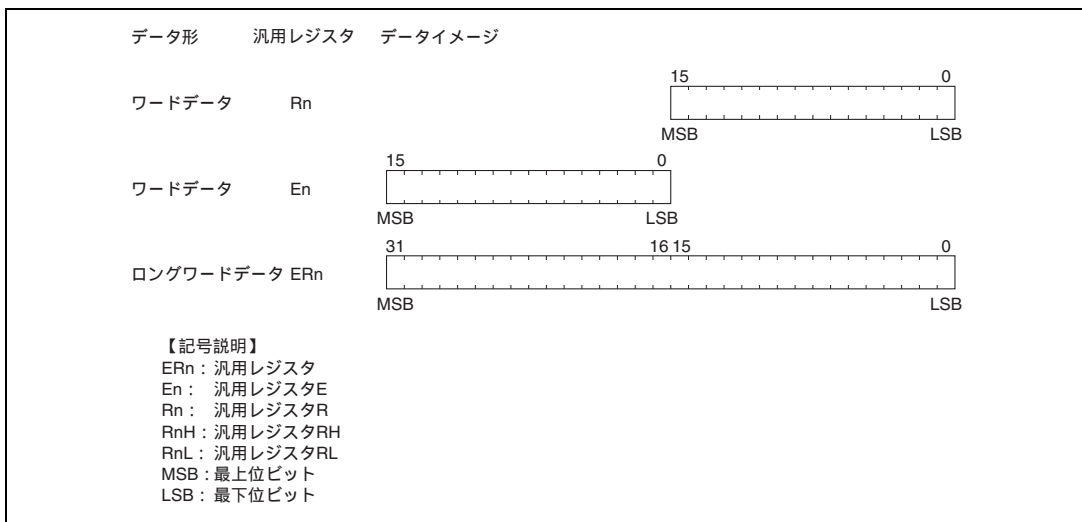 データ形 汎用レジスタ データイメージ
15 0
ワードデータ Rn
MSB LSB
15 0
ワードデータ En
MSB LSB
31 16 15 0
ロングワードデータ ERn
MSB LSB
【記号説明】
ERn：汎用レジスタ
En： 汎用レジスタE
Rn： 汎用レジスタR
RnH：汎用レジスタRH
RnL：汎用レジスタRL
MSB：最上位ビット
LSB：最下位ビット